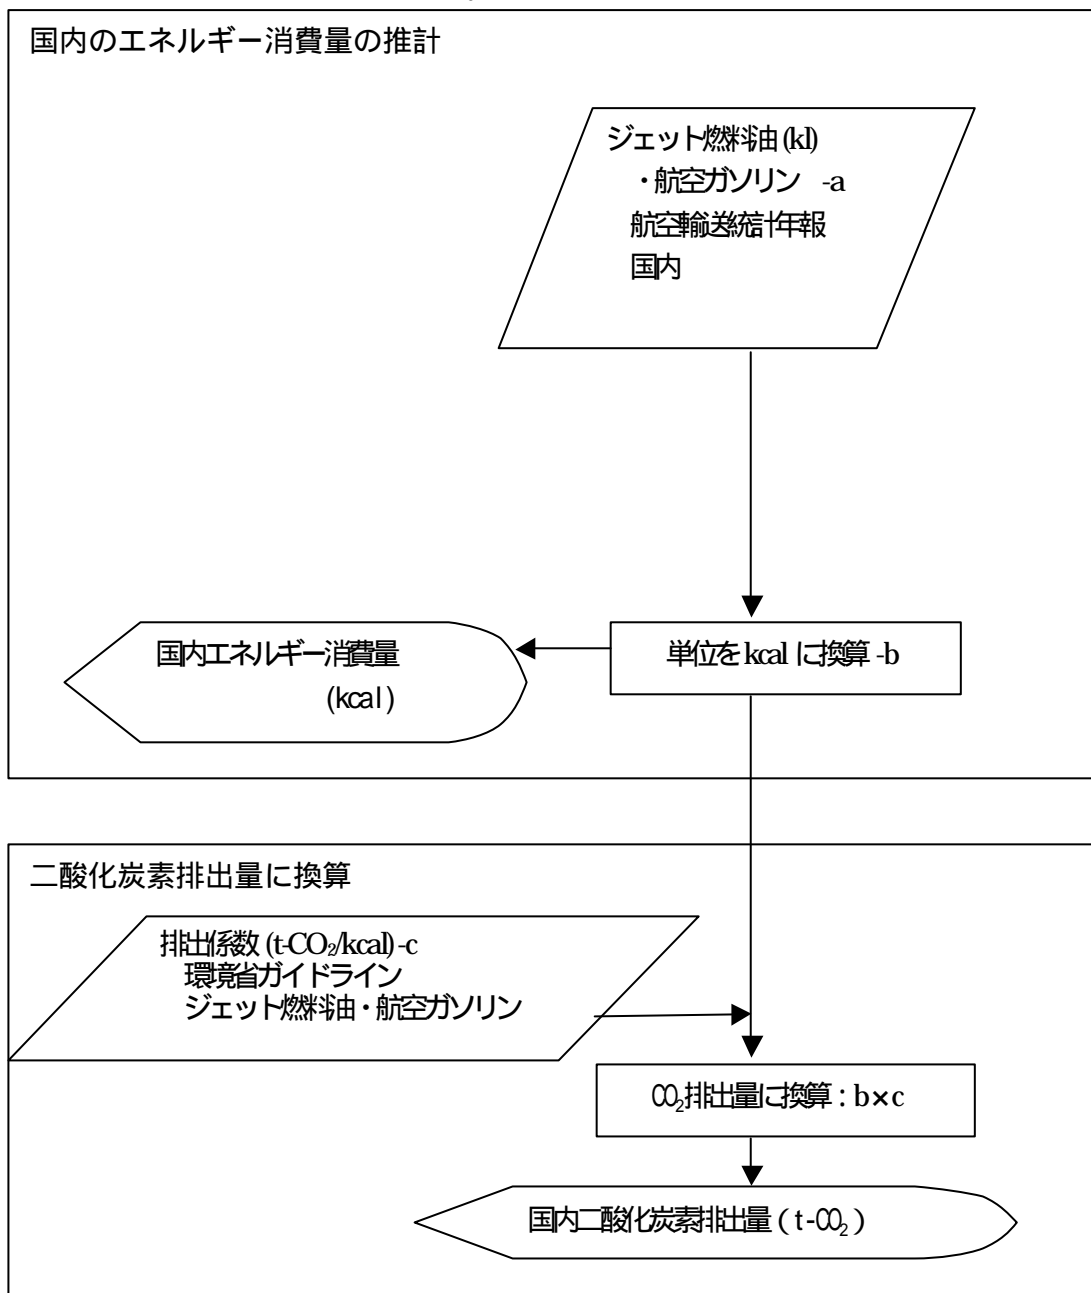 国内のエネルギー消費量の推計
ジェット燃料油(kl)
・航空ガソリン -a
航空輸送統計年報
国内
国内エネルギー消費量
(kcal)
単位をkcalに換算-b
二酸化炭素排出量に換算
排出係数(t-CO₂/kcal)-c
環境省ガイドライン
ジェット燃料油・航空ガソリン
CO₂排出量に換算：b×c
国内二酸化炭素排出量（t-CO₂）